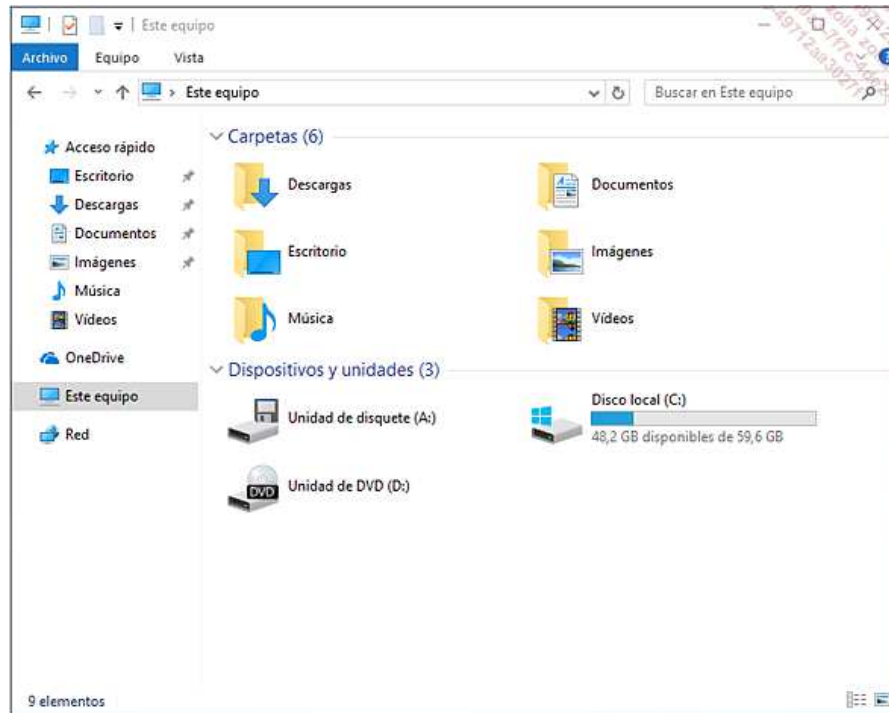 Este equipo
Archivo Equipo Vista
Este equipo Buscar en Este equipo
Acceso rápido
Escritorio
Descargas
Documentos
Imágenes
Música
Vídeos
OneDrive
Este equipo
Red
Carpetas (6)
Descargas
Documentos
Escritorio
Imágenes
Música
Vídeos
Dispositivos y unidades (3)
Unidad de disquete (A:)
Disco local (C:)
48,2 GB disponibles de 59,6 GB
DVD
Unidad de DVD (D:)
9 elementos